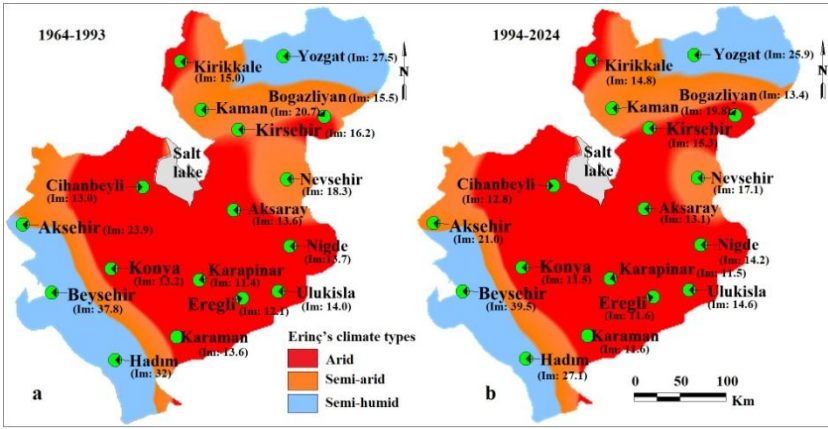 1964-1993
Kirikkale
(Im: 15.0)
Yozgat (Im: 27.5)
N
Bogazliyan (Im: 15.5)
Kaman (Im: 20.7)
Kirsehir (Im: 16.2)
Salt
lake
Nevsehir
(Im: 18.3)
Cihanbeyli
(Im: 13.0)
Aksaray
(Im: 13.6)
Aksehir (Im: 23.9)
Nigde
(Im:13.7)
Konya
(Im: 13.2)
Karapinar
(Im: 11.4)
Beysehir
(Im: 37.8)
Eregli
(Im: 12.1)
Ulukisla
(Im: 14.0)
Karaman
(Im: 13.6)
Hadım
(Im: 32)
a
Erinç's climate types
Arid
Semi-arid
Semi-humid
1994-2024
Kirikkale
(Im: 14.8)
Yozgat (Im: 25.9)
N
Bogazliyan (Im: 13.4)
Kaman (Im: 19.8)
Kirsehir
(Im: 15.3)
Salt
lake
Nevsehir
(Im: 17.1)
Cihanbeyli
(Im: 12.8)
Aksaray
(Im: 13.1)
Aksehir
(Im: 21.0)
Nigde
(Im: 14.2)
Konya
(Im: 11.5)
Karapinar
(Im: 11.5)
Beysehir
(Im: 39.5)
Eregli
(Im: 11.6)
Ulukisla
(Im: 14.6)
Karaman
(Im: 11.6)
Hadım
(Im: 27.1)
b
0 25 50 100
Km